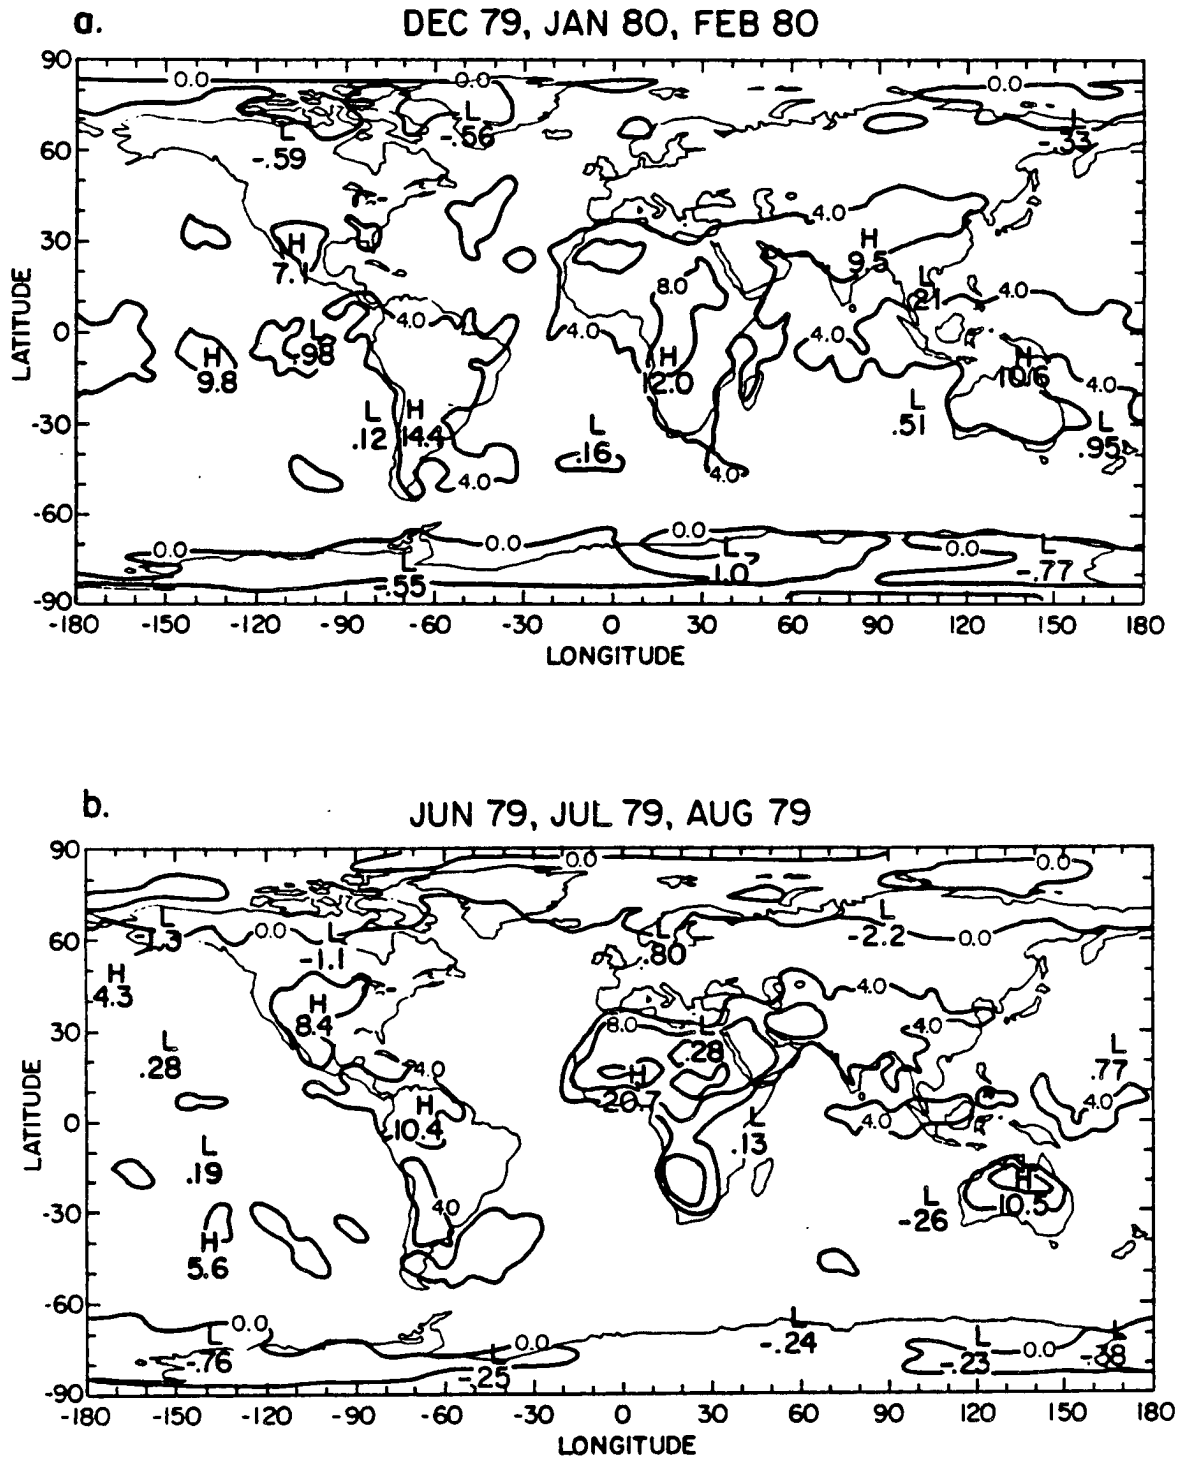 a. DEC 79, JAN 80, FEB 80
90
0.0 0.0 0.0
L -.59
L -.56
L -.33
60
4.0
30
H 7.1
8.0
H 9.5
L .21
4.0
LATITUDE
0
4.0 4.0 4.0
L .98
H 9.8
H 12.0
H 10.6
4.0
-30
L .12
H 14.4
L .16
L .51
L .95
4.0 4.0
-60
0.0 0.0 0.0 0.0
L -.55
L 1.0
L -.77
-90
-180 -150 -120 -90 -60 -30 0 30 60 90 120 150 180
LONGITUDE
b. JUN 79, JUL 79, AUG 79
90
0.0 0.0
L 1.3
0.0
L -1.1
L .80
L -2.2
0.0
60
H 4.3
H 8.4
4.0
30
8.0
4.0
L .28
L .28
L .77
4.0
H 20.7
4.0
LATITUDE
0
H 10.4
4.0
L .13
L .19
H 10.5
4.0
L -26
-30
H 5.6
-60
0.0
L -.76
0.0
L -.25
L -.24
L -.23
0.0
L -.38
-90
-180 -150 -120 -90 -60 -30 0 30 60 90 120 150 180
LONGITUDE